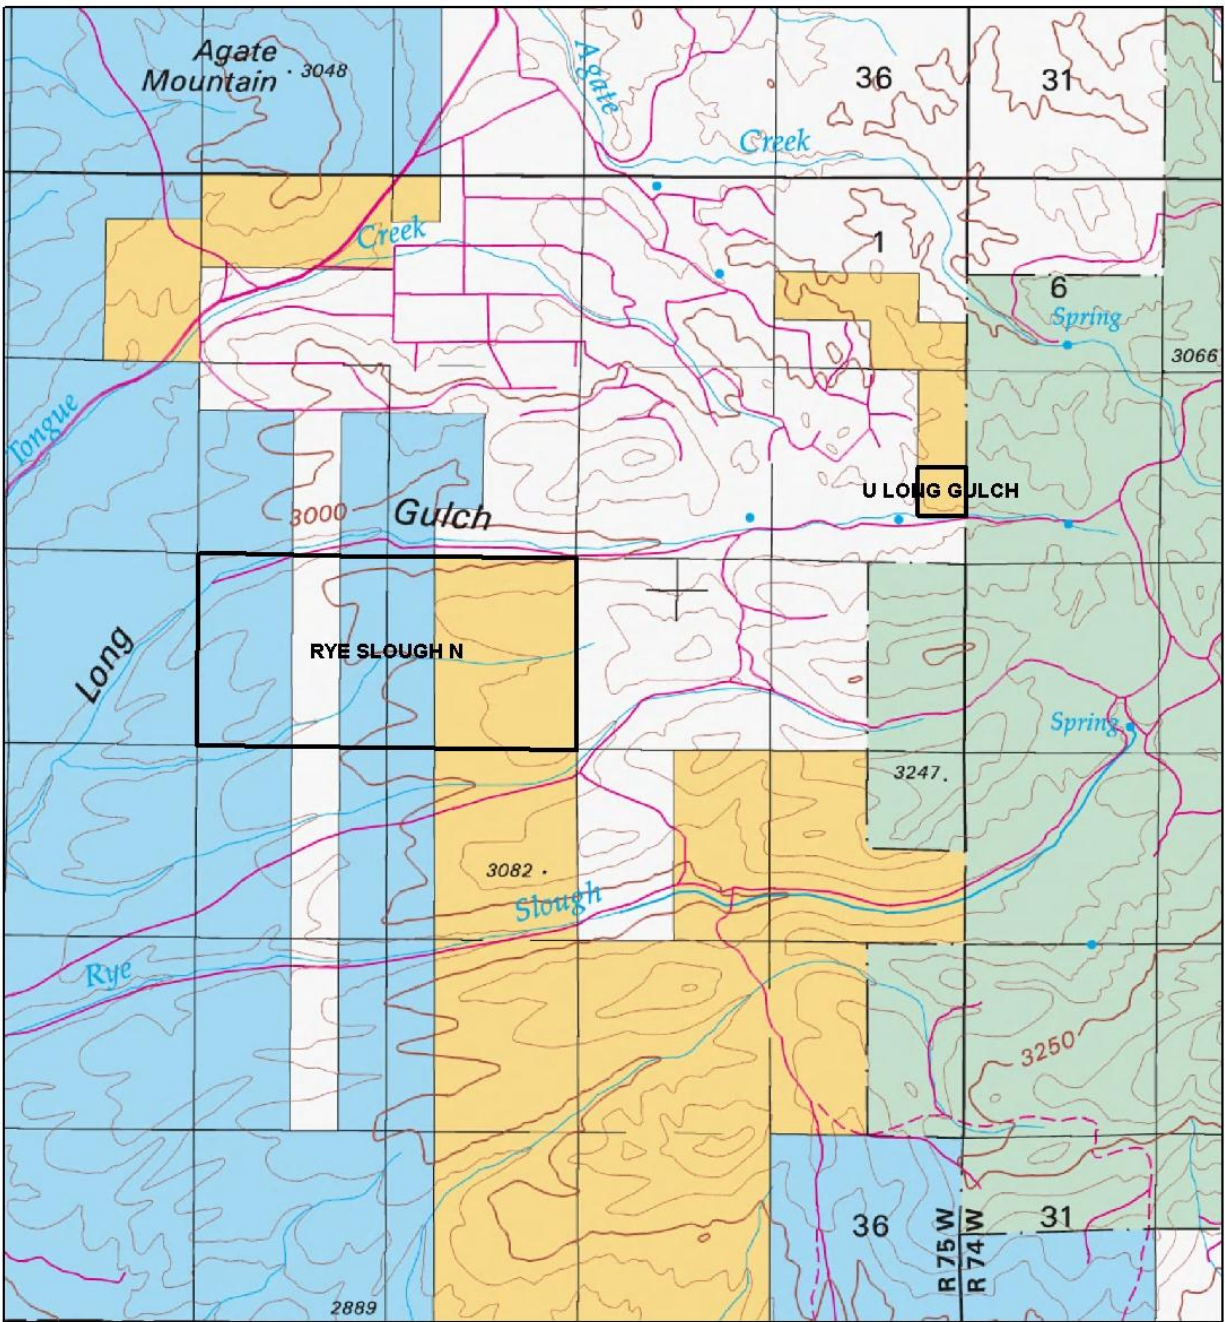 Agate
Mountain
3048
Agate
36
31
Creek
Creek
1
6
Spring
3066
Tongue
U LONG GULCH
3000
Gulch
RYE SLOUGH N
Long
Spring
3247
3082
Slough
Rye
3250
36
R 75 W
R 74 W
31
2889